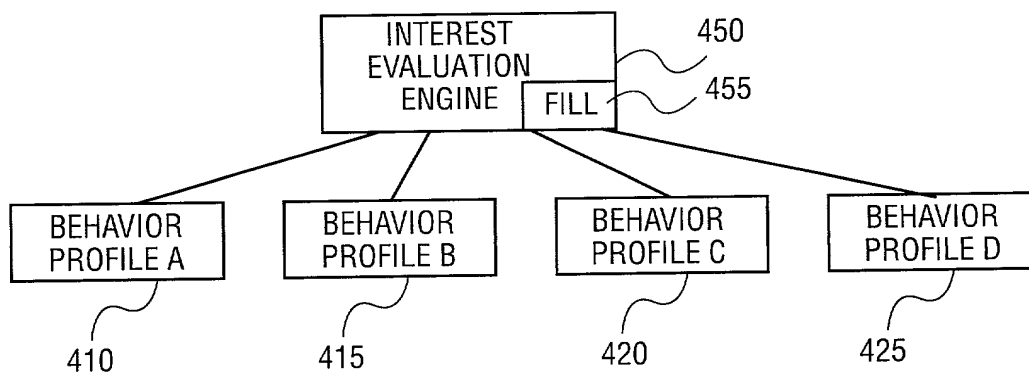 INTEREST
EVALUATION
ENGINE
FILL
450
455
BEHAVIOR
PROFILE A
BEHAVIOR
PROFILE B
BEHAVIOR
PROFILE C
BEHAVIOR
PROFILE D
410
415
420
425